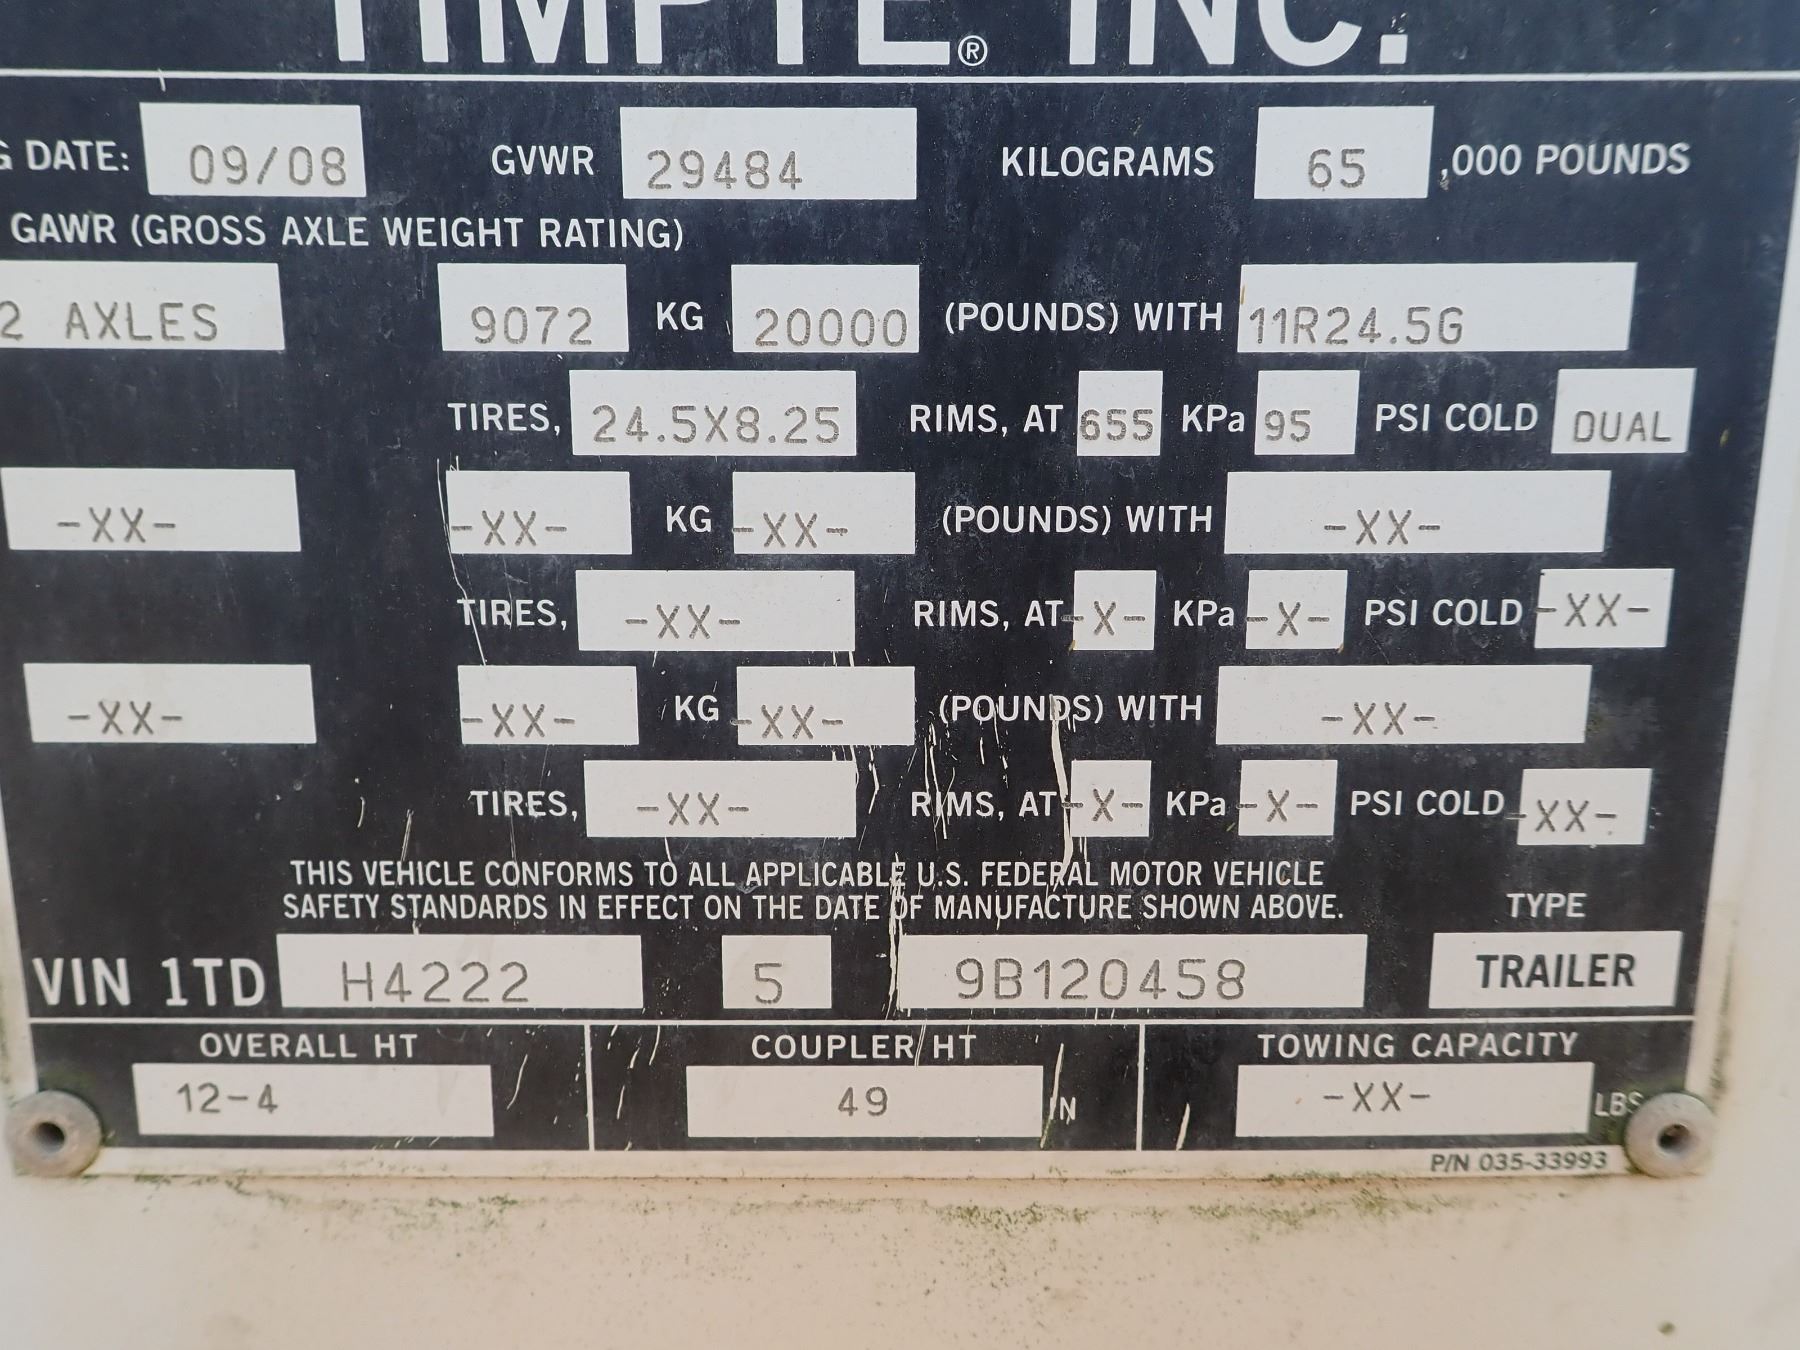 TIMPTE® INC.
G DATE: 09/08 GVWR 29484 KILOGRAMS 65 ,000 POUNDS
GAWR (GROSS AXLE WEIGHT RATING)
2 AXLES 9072 KG 20000 (POUNDS) WITH 11R24.5G
TIRES, 24.5X8.25 RIMS, AT 655 KPa 95 PSI COLD DUAL
-XX- -XX- KG -XX- (POUNDS) WITH -XX-
TIRES, -XX- RIMS, AT -X- KPa -X- PSI COLD -XX-
-XX- -XX- KG -XX- (POUNDS) WITH -XX-
TIRES, -XX- RIMS, AT -X- KPa -X- PSI COLD -XX-
THIS VEHICLE CONFORMS TO ALL APPLICABLE U.S. FEDERAL MOTOR VEHICLE
SAFETY STANDARDS IN EFFECT ON THE DATE OF MANUFACTURE SHOWN ABOVE.
TYPE
VIN 1TD H4222 5 9B120458 TRAILER
OVERALL HT COUPLER HT TOWING CAPACITY
12-4 49 IN -XX- LBS
P/N 035-33993